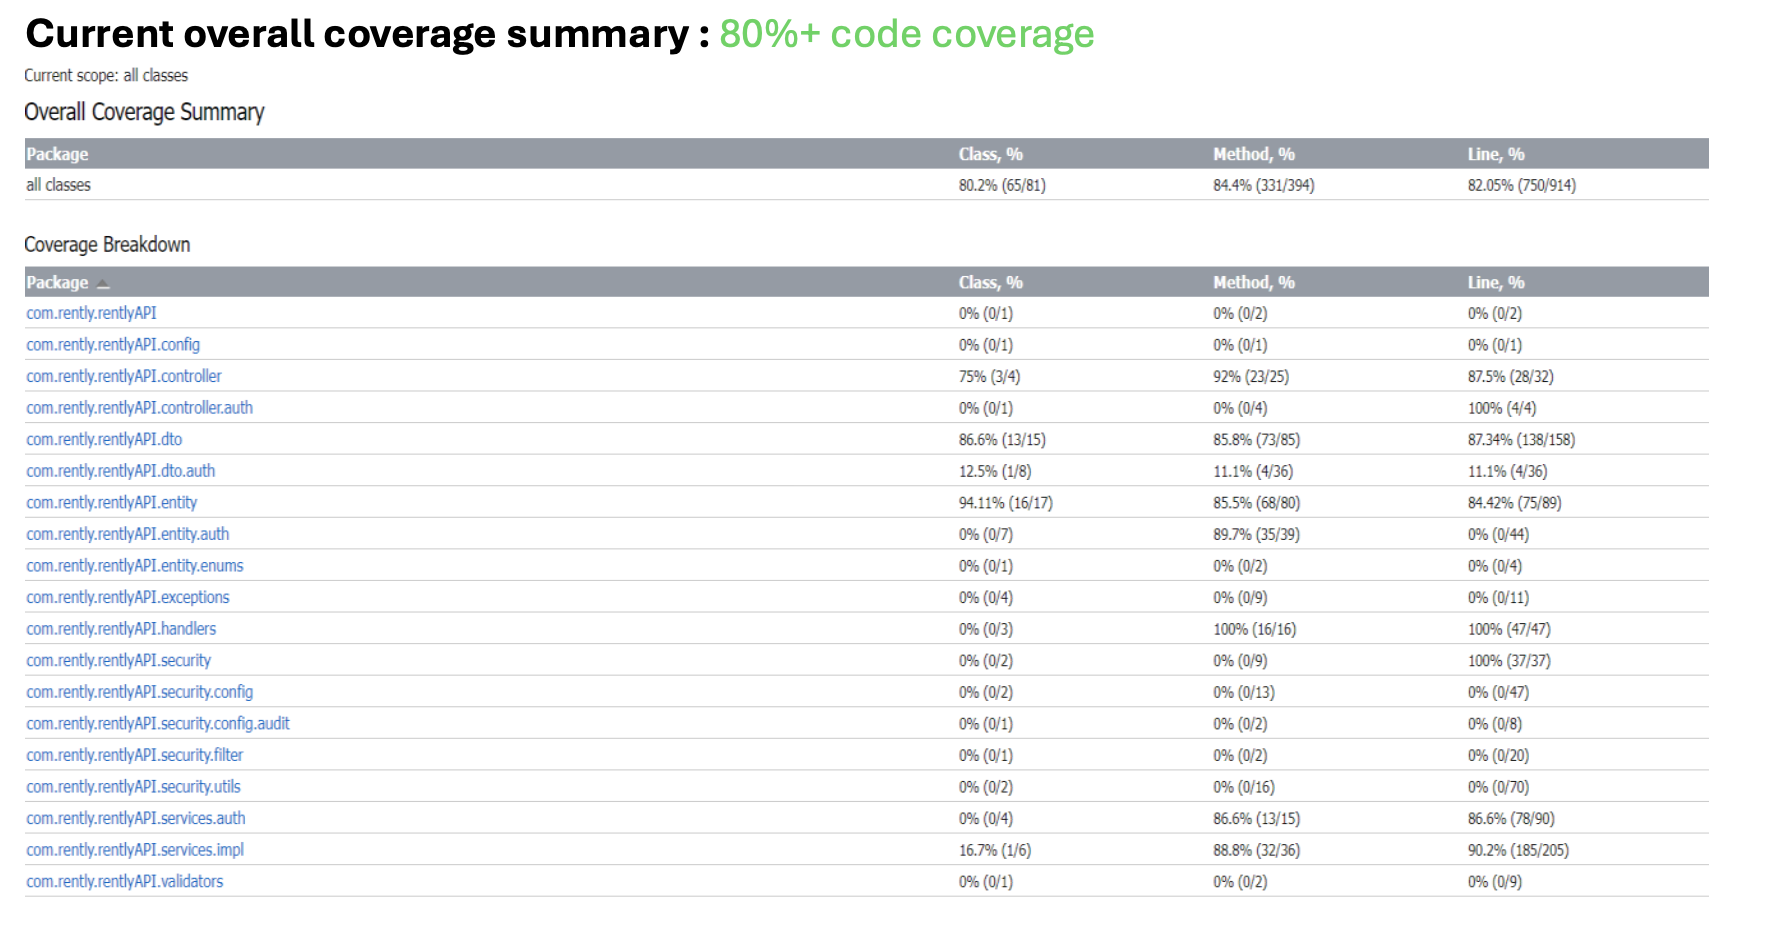 Current overall coverage summary : 80%+ code coverage
Current scope: all classes
Overall Coverage Summary
Package Class, % Method, % Line, %
all classes 80.2% (65/81) 84.4% (331/394) 82.05% (750/914)
Coverage Breakdown
Package Class, % Method, % Line, %
com.rently.rentlyAPI 0% (0/1) 0% (0/2) 0% (0/2)
com.rently.rentlyAPI.config 0% (0/1) 0% (0/1) 0% (0/1)
com.rently.rentlyAPI.controller 75% (3/4) 92% (23/25) 87.5% (28/32)
com.rently.rentlyAPI.controller.auth 0% (0/1) 0% (0/4) 100% (4/4)
com.rently.rentlyAPI.dto 86.6% (13/15) 85.8% (73/85) 87.34% (138/158)
com.rently.rentlyAPI.dto.auth 12.5% (1/8) 11.1% (4/36) 11.1% (4/36)
com.rently.rentlyAPI.entity 94.11% (16/17) 85.5% (68/80) 84.42% (75/89)
com.rently.rentlyAPI.entity.auth 0% (0/7) 89.7% (35/39) 0% (0/44)
com.rently.rentlyAPI.entity.enums 0% (0/1) 0% (0/2) 0% (0/4)
com.rently.rentlyAPI.exceptions 0% (0/4) 0% (0/9) 0% (0/11)
com.rently.rentlyAPI.handlers 0% (0/3) 100% (16/16) 100% (47/47)
com.rently.rentlyAPI.security 0% (0/2) 0% (0/9) 100% (37/37)
com.rently.rentlyAPI.security.config 0% (0/2) 0% (0/13) 0% (0/47)
com.rently.rentlyAPI.security.config.audit 0% (0/1) 0% (0/2) 0% (0/8)
com.rently.rentlyAPI.security.filter 0% (0/1) 0% (0/2) 0% (0/20)
com.rently.rentlyAPI.security.utils 0% (0/2) 0% (0/16) 0% (0/70)
com.rently.rentlyAPI.services.auth 0% (0/4) 86.6% (13/15) 86.6% (78/90)
com.rently.rentlyAPI.services.impl 16.7% (1/6) 88.8% (32/36) 90.2% (185/205)
com.rently.rentlyAPI.validators 0% (0/1) 0% (0/2) 0% (0/9)